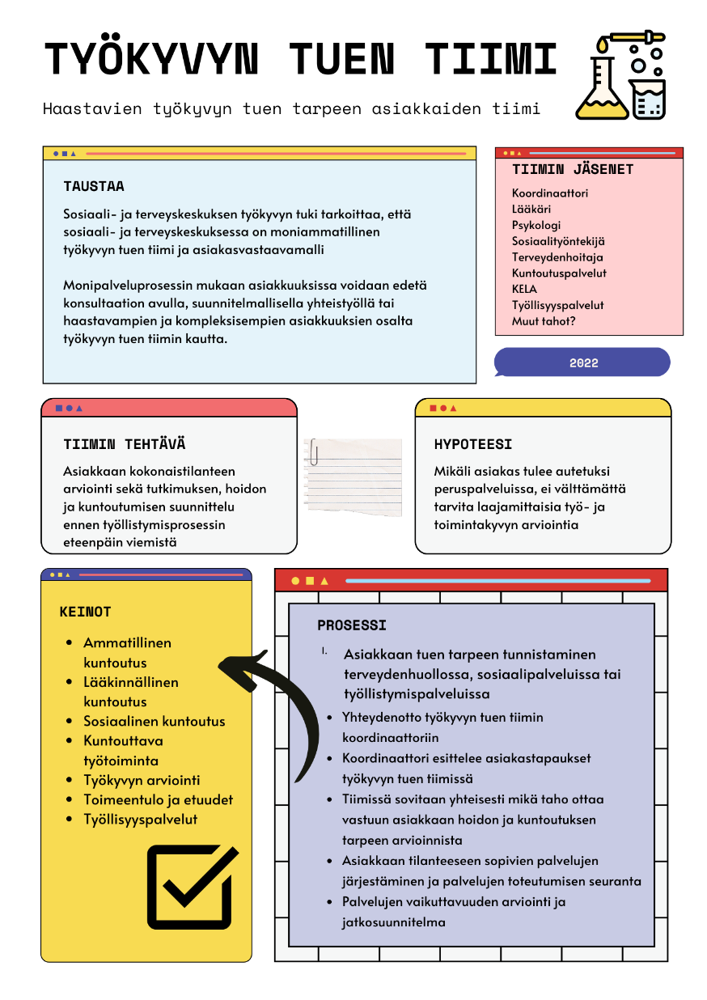 TYÖKYVYN TUEN TIIMI
Haastavien työkyvyn tuen tarpeen asiakkaiden tiimi
TAUSTAA
Sosiaali- ja terveyskeskuksen työkyvyn tuki tarkoittaa, että
sosiaali- ja terveyskeskuksessa on moniammatillinen
työkyvyn tuen tiimi ja asiakasvastaavamalli
Monipalveluprosessin mukaan asiakkuuksissa voidaan edetä
konsultaation avulla, suunnitelmallisella yhteistyöllä tai
haastavampien ja kompleksisempien asiakkuuksien osalta
työkyvyn tuen tiimin kautta.
TIIMIN JÄSENET
Koordinaattori
Lääkäri
Psykologi
Sosiaalityöntekijä
Terveydenhoitaja
Kuntoutuspalvelut
KELA
Työllisyyspalvelut
Muut tahot?
2022
TIIMIN TEHTÄVÄ
Asiakkaan kokonaistilanteen
arviointi sekä tutkimuksen, hoidon
ja kuntoutumisen suunnittelu
ennen työllistymisprosessin
eteenpäin viemistä
HYPOTEESI
Mikäli asiakas tulee autetuksi
peruspalveluissa, ei välttämättä
tarvita laajamittaisia työ- ja
toimintakyvyn arviointia
KEINOT
• Ammatillinen
kuntoutus
• Lääkinnällinen
kuntoutus
• Sosiaalinen kuntoutus
• Kuntouttava
työtoiminta
• Työkyvyn arviointi
• Toimeentulo ja etuudet
• Työllisyyspalvelut
PROSESSI
1. Asiakkaan tuen tarpeen tunnistaminen
terveydenhuollossa, sosiaalipalveluissa tai
työllistymispalveluissa
• Yhteydenotto työkyvyn tuen tiimin
koordinaattoriin
• Koordinaattori esittelee asiakastapaukset
työkyvyn tuen tiimissä
• Tiimissä sovitaan yhteisesti mikä taho ottaa
vastuun asiakkaan hoidon ja kuntoutuksen
tarpeen arvioinnista
• Asiakkaan tilanteeseen sopivien palvelujen
järjestäminen ja palvelujen toteutumisen seuranta
• Palvelujen vaikuttavuuden arviointi ja
jatkosuunnitelma